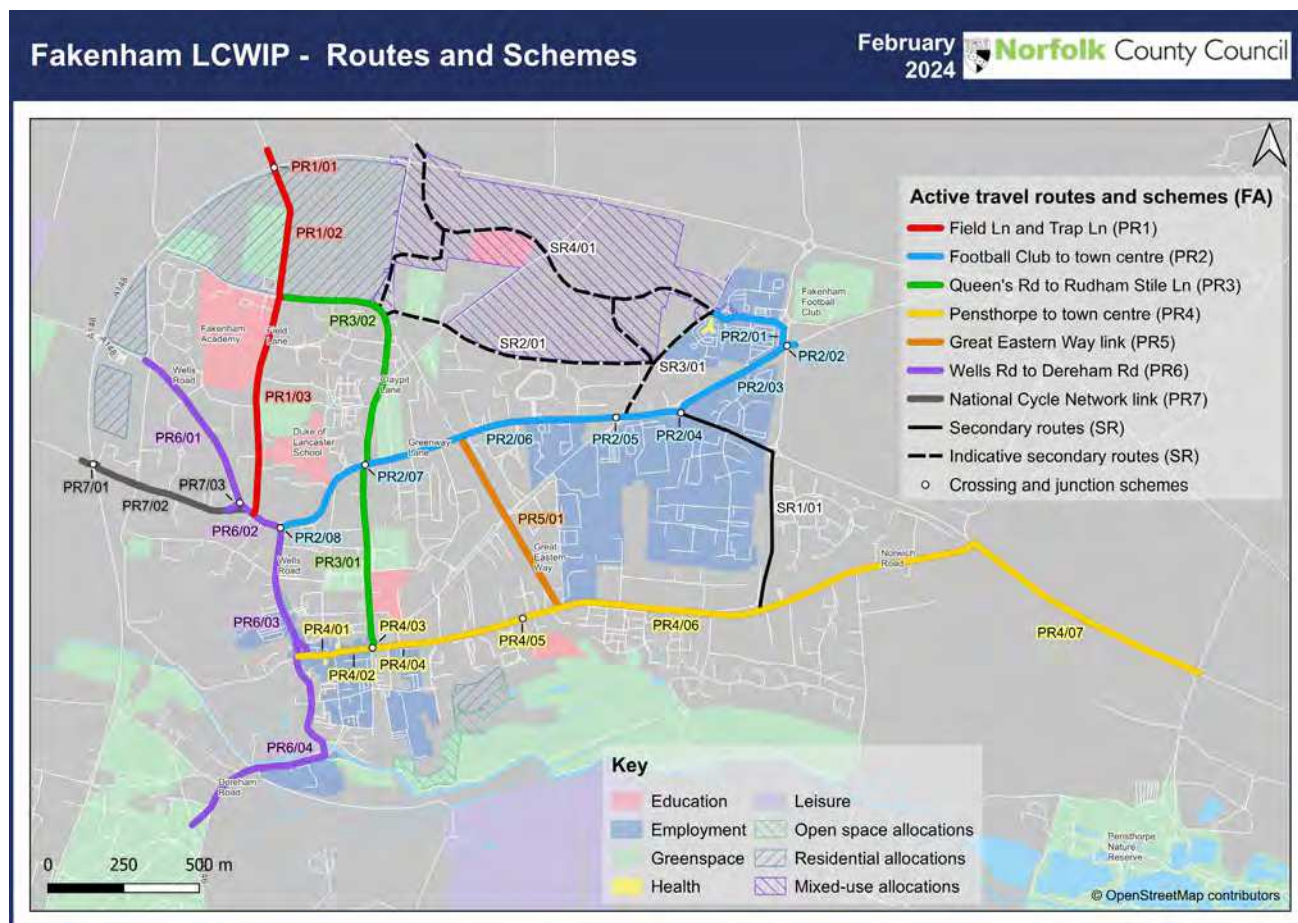 Fakenham LCWIP - Routes and Schemes
February
2024
Norfolk County Council
PR1/01
PR1/02
SR4/01
A148
A148
A148
Fakenham
Academy
Field
Lane
PR3/02
SR2/01
SR3/01
Fakenham
Football
Club
PR2/01
PR2/02
PR2/03
Wells
Road
PR1/03
Claypit
Lane
PR6/01
Duke of
Lancaster
School
Greenway
Lane
PR2/06
PR2/05
PR2/04
PR2/07
PR7/01
PR7/02
PR7/03
PR6/02
PR2/08
PR5/01
SR1/01
Wells
Road
PR3/01
Great
Eastern
Way
Norwich
Road
PR6/03
PR4/01
PR4/03
PR4/02
PR4/04
PR4/05
PR4/06
PR4/07
PR6/04
Dereham
Road
Pensthorpe
Nature
Reserve
Active travel routes and schemes (FA)
Field Ln and Trap Ln (PR1)
Football Club to town centre (PR2)
Queen's Rd to Rudham Stile Ln (PR3)
Pensthorpe to town centre (PR4)
Great Eastern Way link (PR5)
Wells Rd to Dereham Rd (PR6)
National Cycle Network link (PR7)
Secondary routes (SR)
Indicative secondary routes (SR)
Crossing and junction schemes
Key
Education
Employment
Greenspace
Health
Leisure
Open space allocations
Residential allocations
Mixed-use allocations
0 250 500 m
© OpenStreetMap contributors